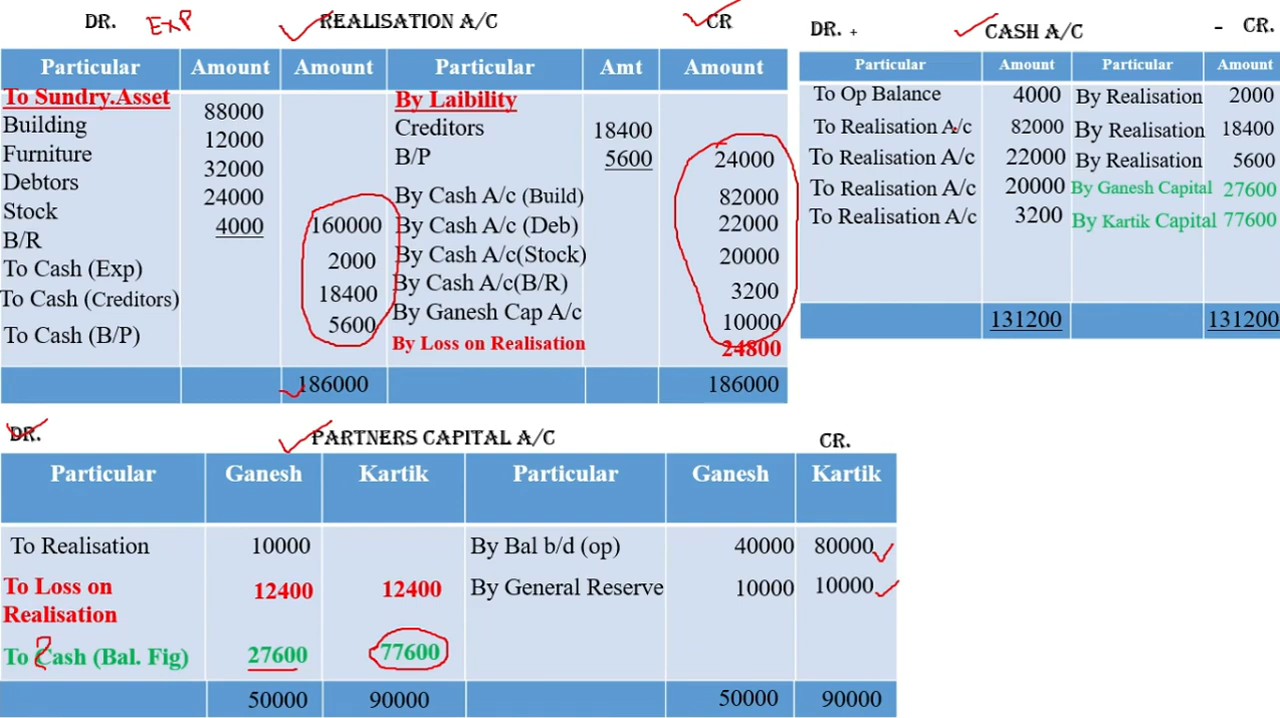 DR. EXP REALISATION A/C CR
Particular Amount Amount Particular Amt Amount
To Sundry.Asset By Laibility
Building 88000 Creditors 18400
Furniture 12000 B/P 5600 24000
Debtors 32000 By Cash A/c (Build) 82000
Stock 24000 By Cash A/c (Deb) 22000
B/R 4000 160000 By Cash A/c(Stock) 20000
To Cash (Exp) 2000 By Cash A/c(B/R) 3200
To Cash (Creditors) 18400 By Ganesh Cap A/c 10000
To Cash (B/P) 5600 By Loss on Realisation 24800
186000 186000
DR. + CASH A/C - CR.
Particular Amount Particular Amount
To Op Balance 4000 By Realisation 2000
To Realisation A/c 82000 By Realisation 18400
To Realisation A/c 22000 By Realisation 5600
To Realisation A/c 20000 By Ganesh Capital 27600
To Realisation A/c 3200 By Kartik Capital 77600
131200 131200
DR. PARTNERS CAPITAL A/C CR.
Particular Ganesh Kartik Particular Ganesh Kartik
To Realisation 10000 By Bal b/d (op) 40000 80000
To Loss on 12400 12400 By General Reserve 10000 10000
Realisation
To Cash (Bal. Fig) 27600 77600
50000 90000 50000 90000